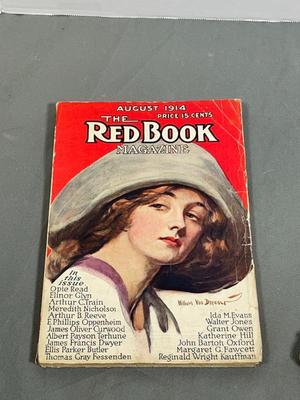 AUGUST 1914
THE
PRICE 15 CENTS
RED BOOK
MAGAZINE
in this issue
Opie Read
Elinor Glyn
Arthur C. Train
Meredith Nicholson
Arthur B. Reeve
E. Phillips Oppenheim
James Oliver Curwood
Albert Payson Terhune
James Francis Dwyer
Ellis Parker Butler
Thomas Gray Fessenden
Ida M. Evans
Walter Jones
Grant Owen
Katherine Hill
John Barton Oxford
Margaret G. Fawcett
Reginald Wright Kauffman